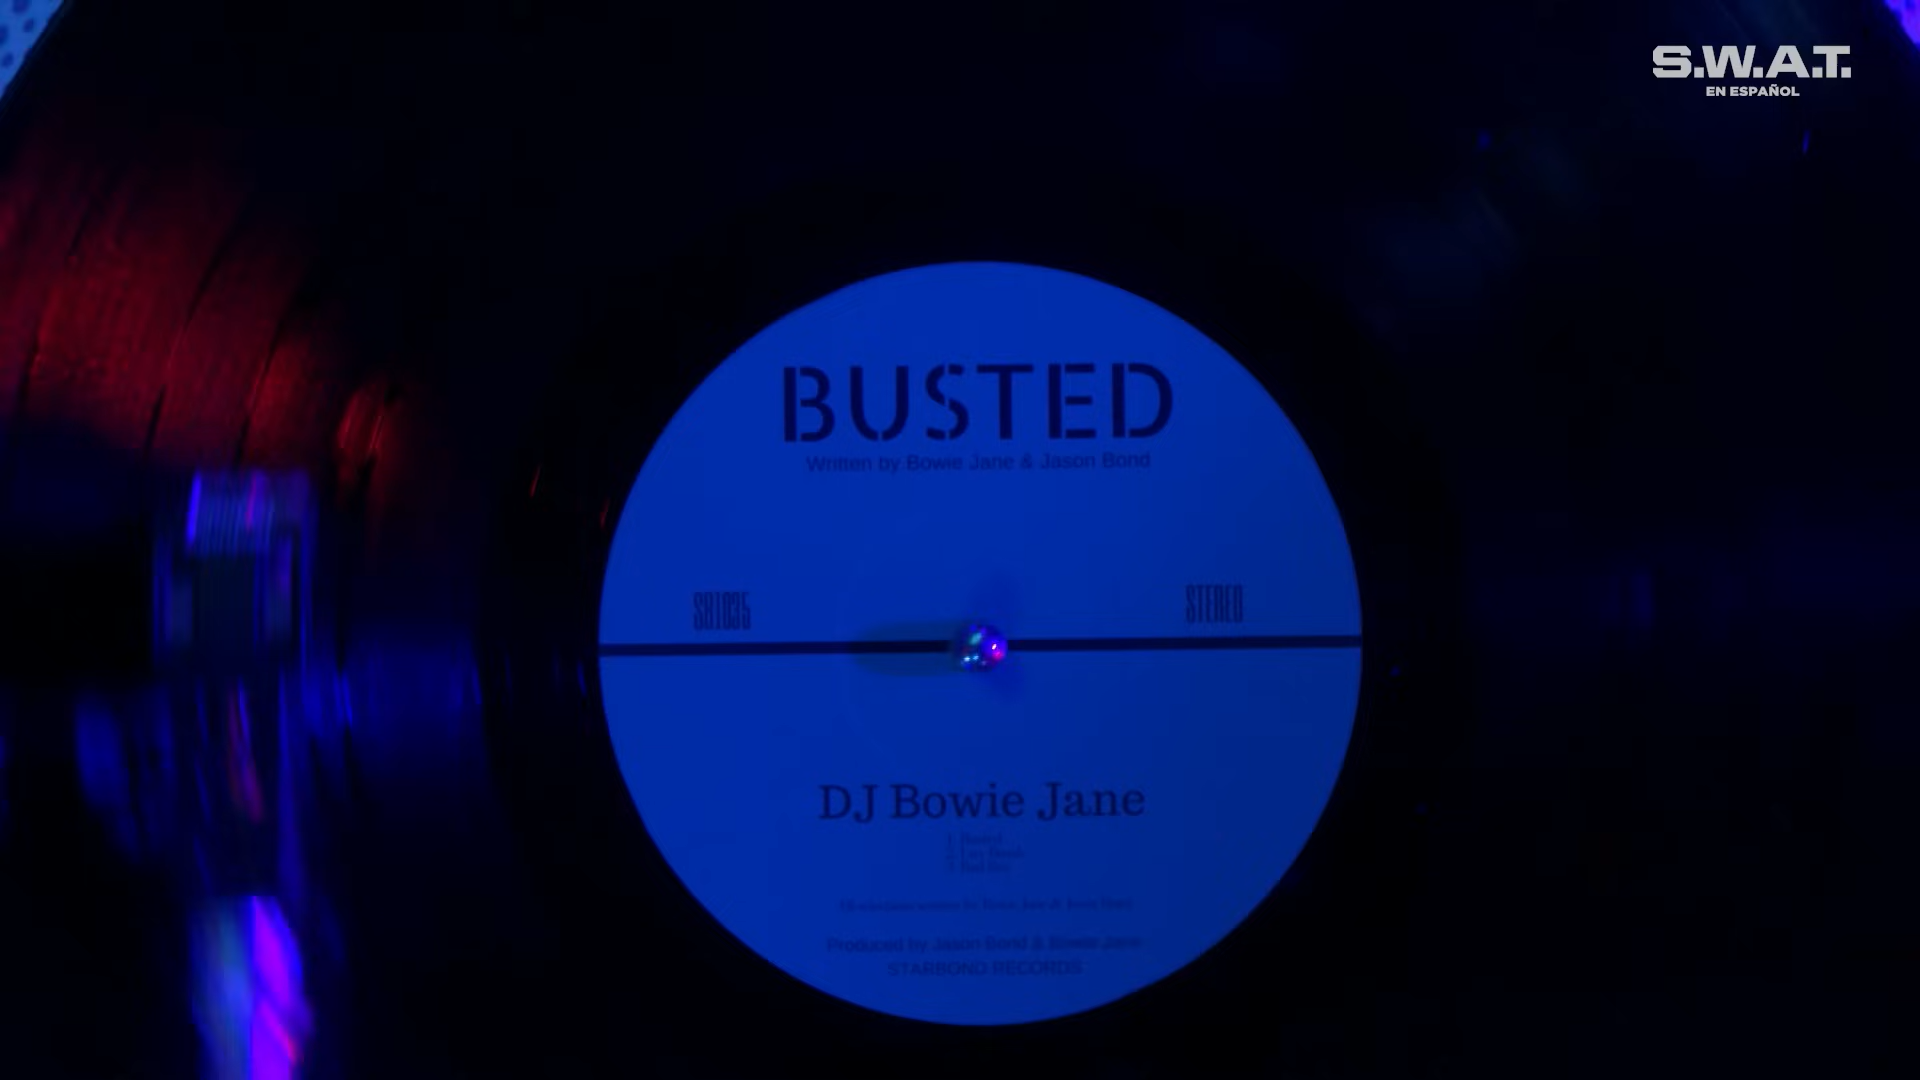 S.W.A.T.
EN ESPAÑOL
BUSTED
Written by Bowie Jane & Jason Bond
SB1035
STEREO
DJ Bowie Jane
Produced by Jason Bond & Bowie Jane
STARBOND RECORDS